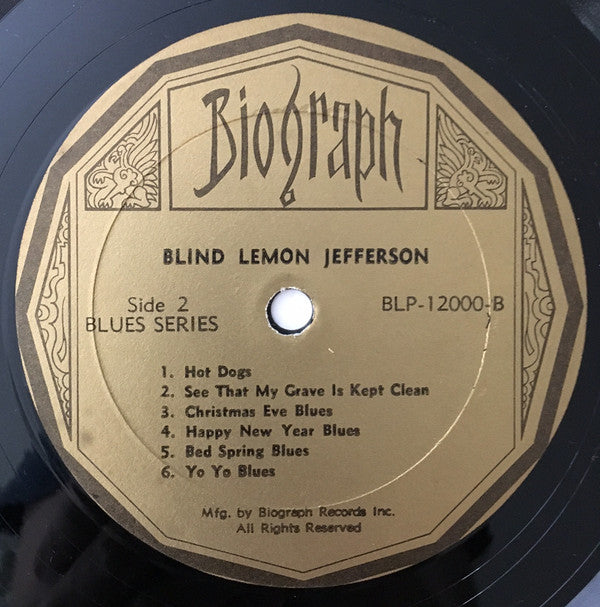 Biograph
BLIND LEMON JEFFERSON
Side 2
BLUES SERIES
BLP-12000-B
1. Hot Dogs
2. See That My Grave Is Kept Clean
3. Christmas Eve Blues
4. Happy New Year Blues
5. Bed Spring Blues
6. Yo Yo Blues
Mfg. by Biograph Records Inc.
All Rights Reserved